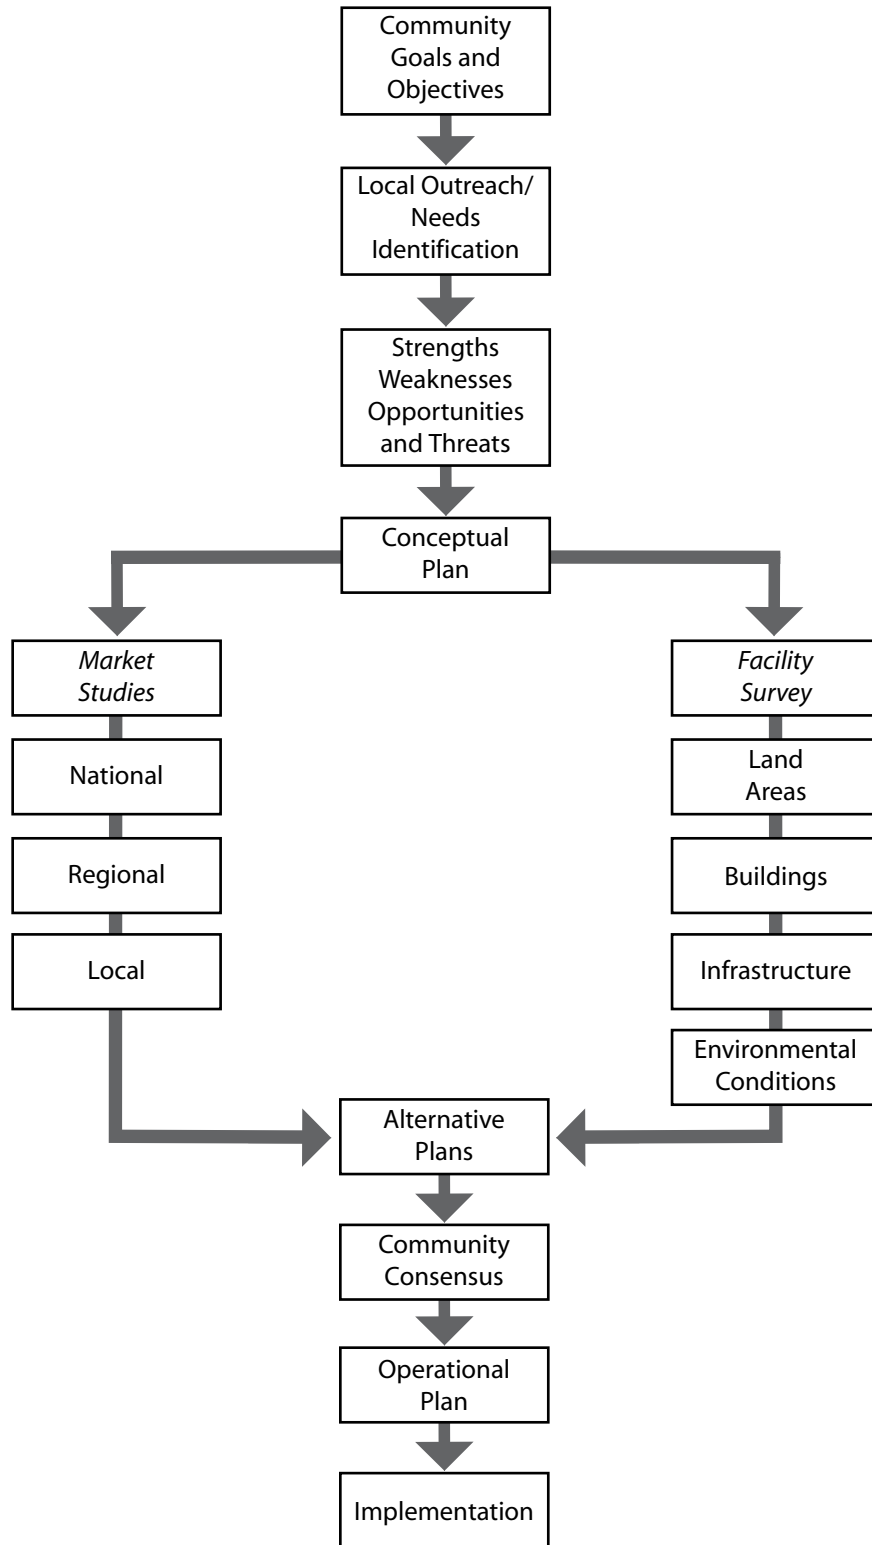 Community
Goals and
Objectives
Local Outreach/
Needs
Identification
Strengths
Weaknesses
Opportunities
and Threats
Conceptual
Plan
Market
Studies
National
Regional
Local
Facility
Survey
Land
Areas
Buildings
Infrastructure
Environmental
Conditions
Alternative
Plans
Community
Consensus
Operational
Plan
Implementation